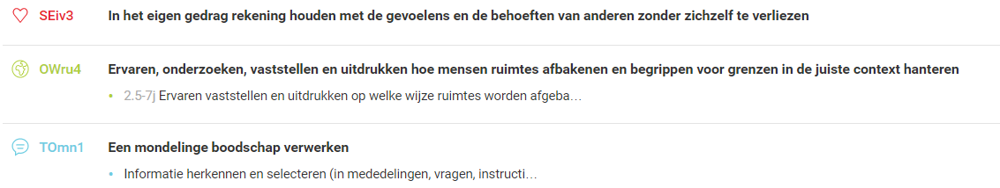 SEiv3 In het eigen gedrag rekening houden met de gevoelens en de behoeften van anderen zonder zichzelf te verliezen
OWru4 Ervaren, onderzoeken, vaststellen en uitdrukken hoe mensen ruimtes afbakenen en begrippen voor grenzen in de juiste context hanteren
• 2.5-7j Ervaren vaststellen en uitdrukken op welke wijze ruimtes worden afgeba…
TOmn1 Een mondelinge boodschap verwerken
• Informatie herkennen en selecteren (in mededelingen, vragen, instructi…